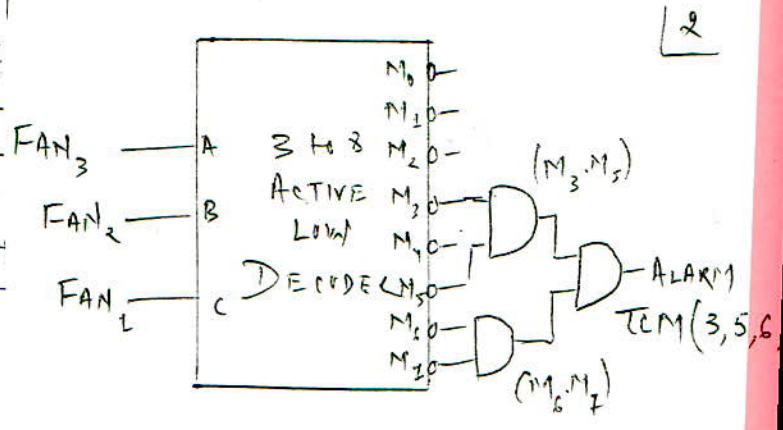 2
FAN₃
FAN₂
FAN₁
A
B
C
3 to 8
ACTIVE
LOW
DECODER
M₀
M₁
M₂
M₃
M₄
M₅
M₆
M₇
(M₃.M₅)
(M₆.M₇)
ALARM
πM(3,5,6,